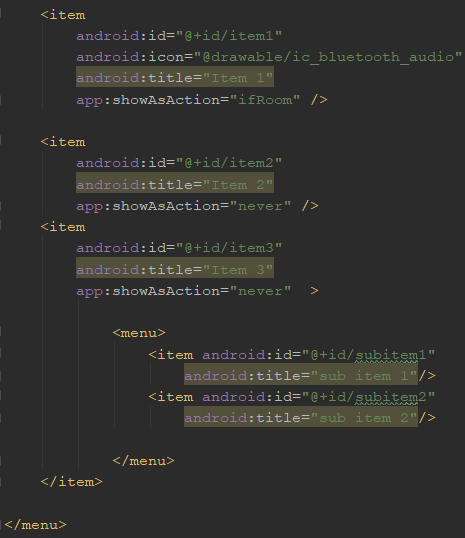 <item
android:id="@+id/item1"
android:icon="@drawable/ic_bluetooth_audio"
android:title="Item 1"
app:showAsAction="ifRoom" />
<item
android:id="@+id/item2"
android:title="Item 2"
app:showAsAction="never" />
<item
android:id="@+id/item3"
android:title="Item 3"
app:showAsAction="never"  >
<menu>
<item android:id="@+id/subitem1"
android:title="sub item 1"/>
<item android:id="@+id/subitem2"
android:title="sub item 2"/>
</menu>
</item>
</menu>